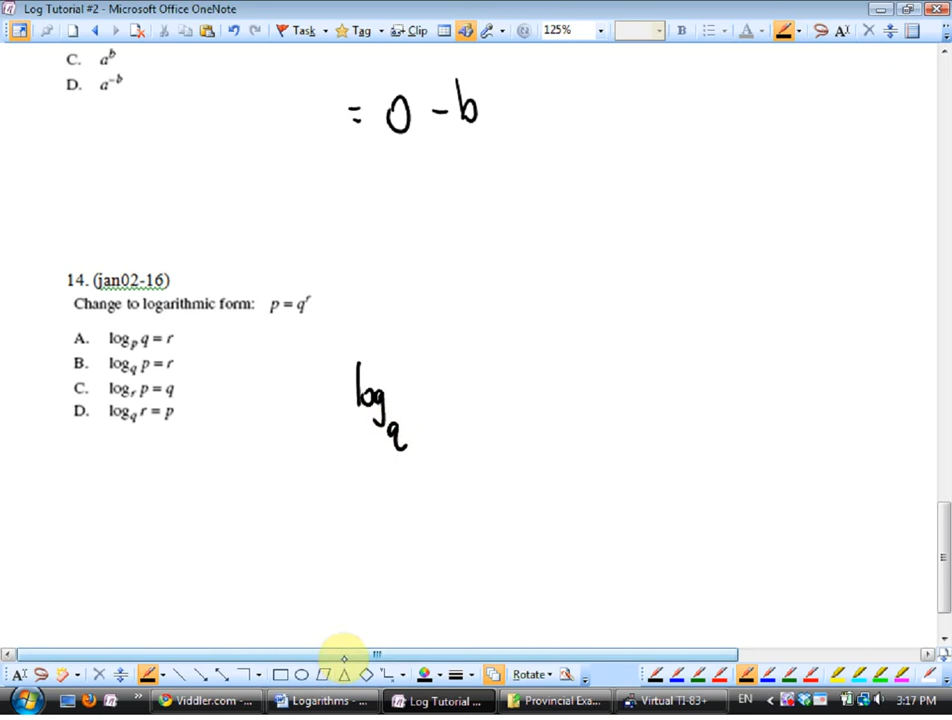 Log Tutorial #2 - Microsoft Office OneNote
Task Tag Clip 125% B A
C. a^b
D. a^-b
= 0 - b
14. (jan02-16)
Change to logarithmic form: p = q^r
A. log_p q = r
B. log_q p = r
C. log_r p = q
D. log_q r = p
log_q
Rotate
Viddler.com - ... Logarithms - ... Log Tutorial ... Provincial Exa... Virtual TI-83+ EN 3:17 PM